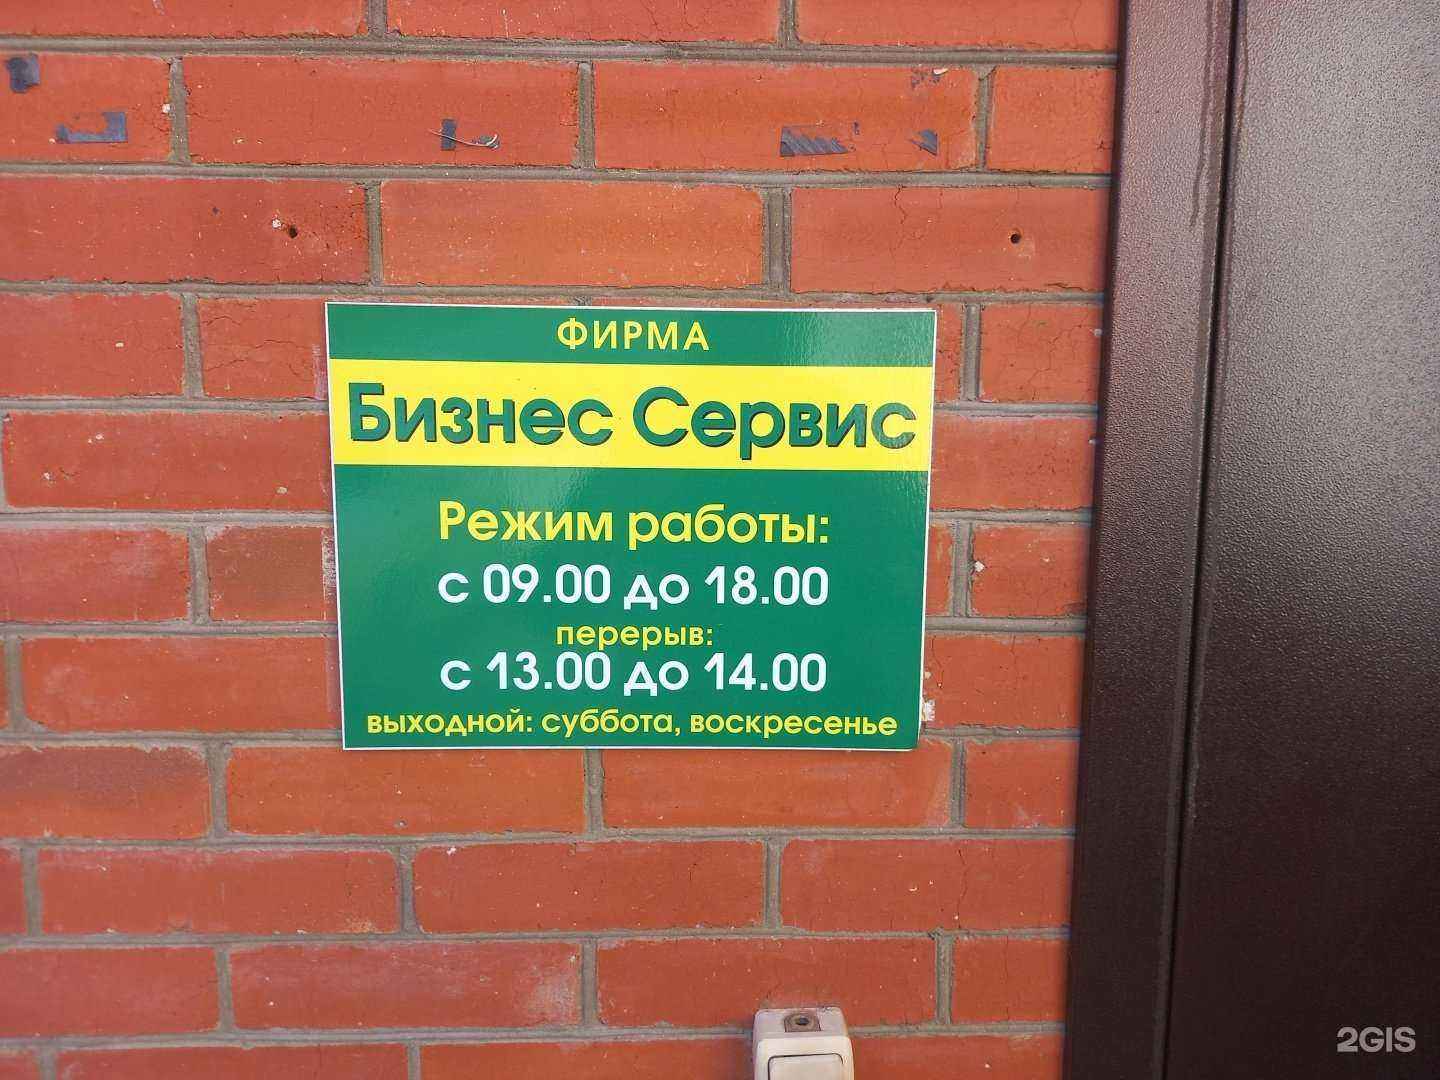 ФИРМА
Бизнес Сервис
Режим работы:
с 09.00 до 18.00
перерыв:
с 13.00 до 14.00
выходной: суббота, воскресенье
2GIS